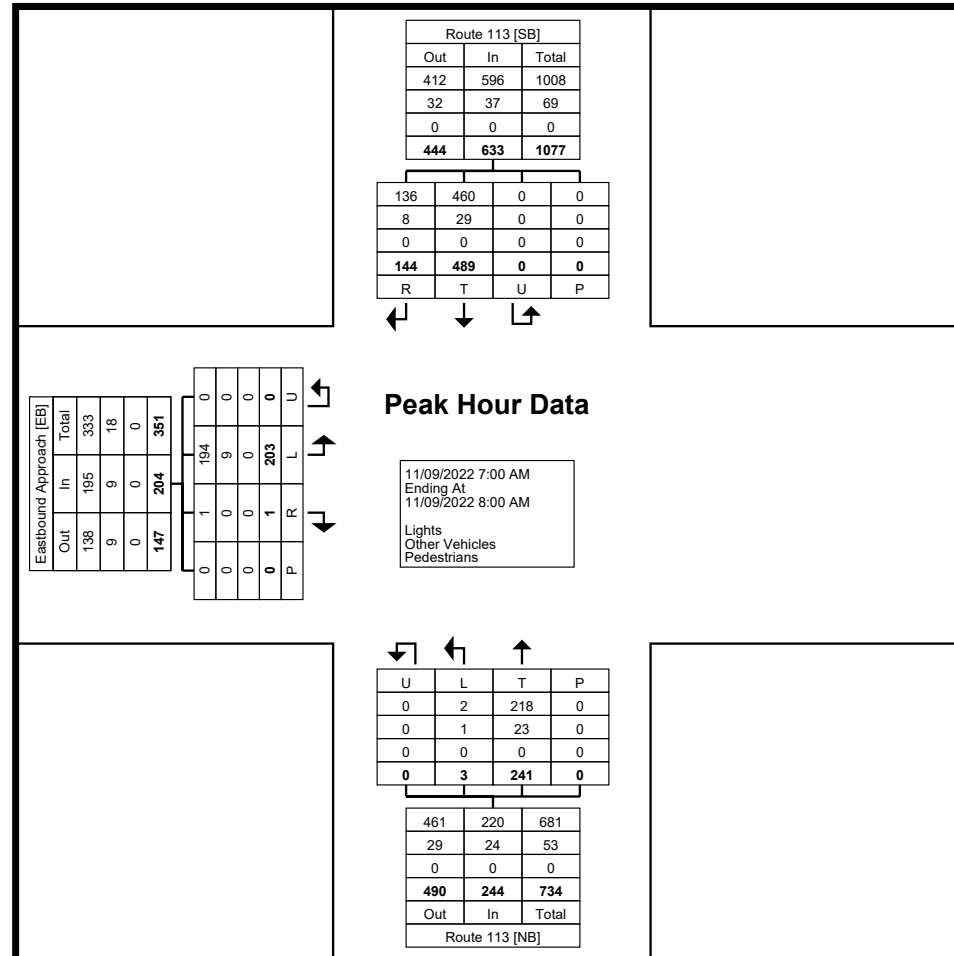 Route 113 [SB]
Out In Total
412 596 1008
32 37 69
0 0 0
444 633 1077
136 460 0 0
8 29 0 0
0 0 0 0
144 489 0 0
R T U P
Eastbound Approach [EB]
Out In Total
138 195 333
9 9 18
0 0 0
147 204 351
0 1 194 0
0 0 9 0
0 0 0 0
0 1 203 0
P R L U
Peak Hour Data
11/09/2022 7:00 AM
Ending At
11/09/2022 8:00 AM
Lights
Other Vehicles
Pedestrians
U L T P
0 2 218 0
0 1 23 0
0 0 0 0
0 3 241 0
461 220 681
29 24 53
0 0 0
490 244 734
Out In Total
Route 113 [NB]